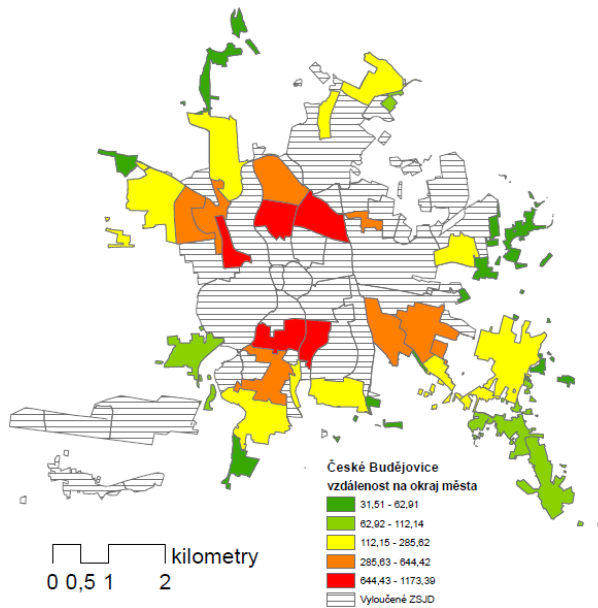 České Budějovice
vzdálenost na okraj města
31,51 - 62,91
62,92 - 112,14
112,15 - 285,62
285,63 - 644,42
644,43 - 1173,39
Vyloučené ZSJD
kilometry
0 0,5 1 2